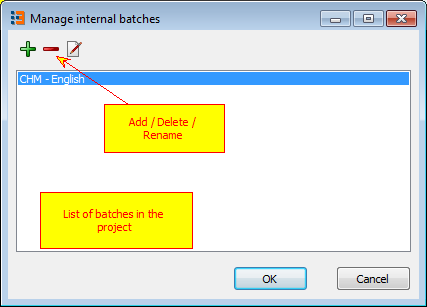 Manage internal batches
CHM - English
Add / Delete /
Rename
List of batches in the
project
OK
Cancel